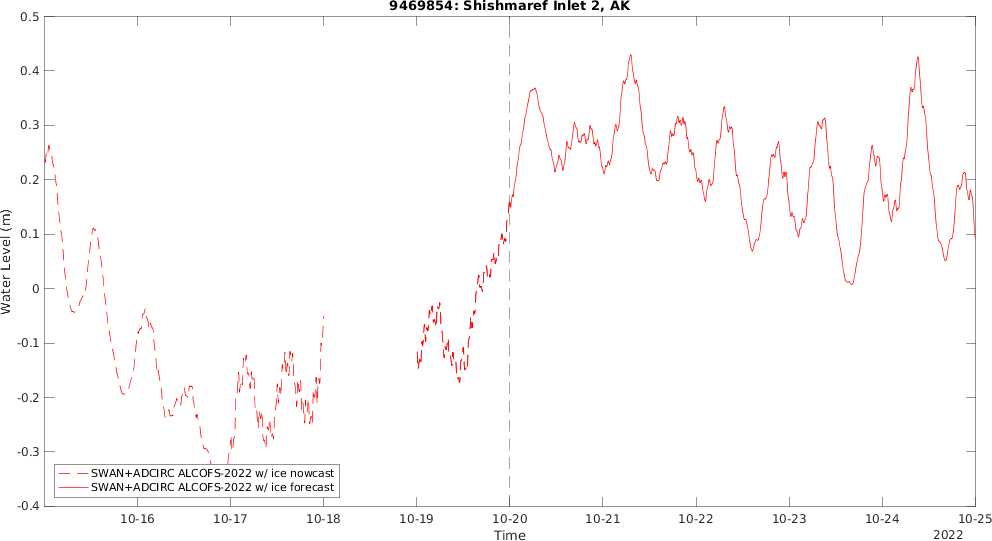 9469854: Shishmaref Inlet 2, AK
0.5
0.4
0.3
0.2
0.1
0
-0.1
-0.2
-0.3
-0.4
Water Level (m)
SWAN+ADCIRC ALCOFS-2022 w/ ice nowcast
SWAN+ADCIRC ALCOFS-2022 w/ ice forecast
10-16 10-17 10-18 10-19 10-20 10-21 10-22 10-23 10-24 10-25
Time
2022